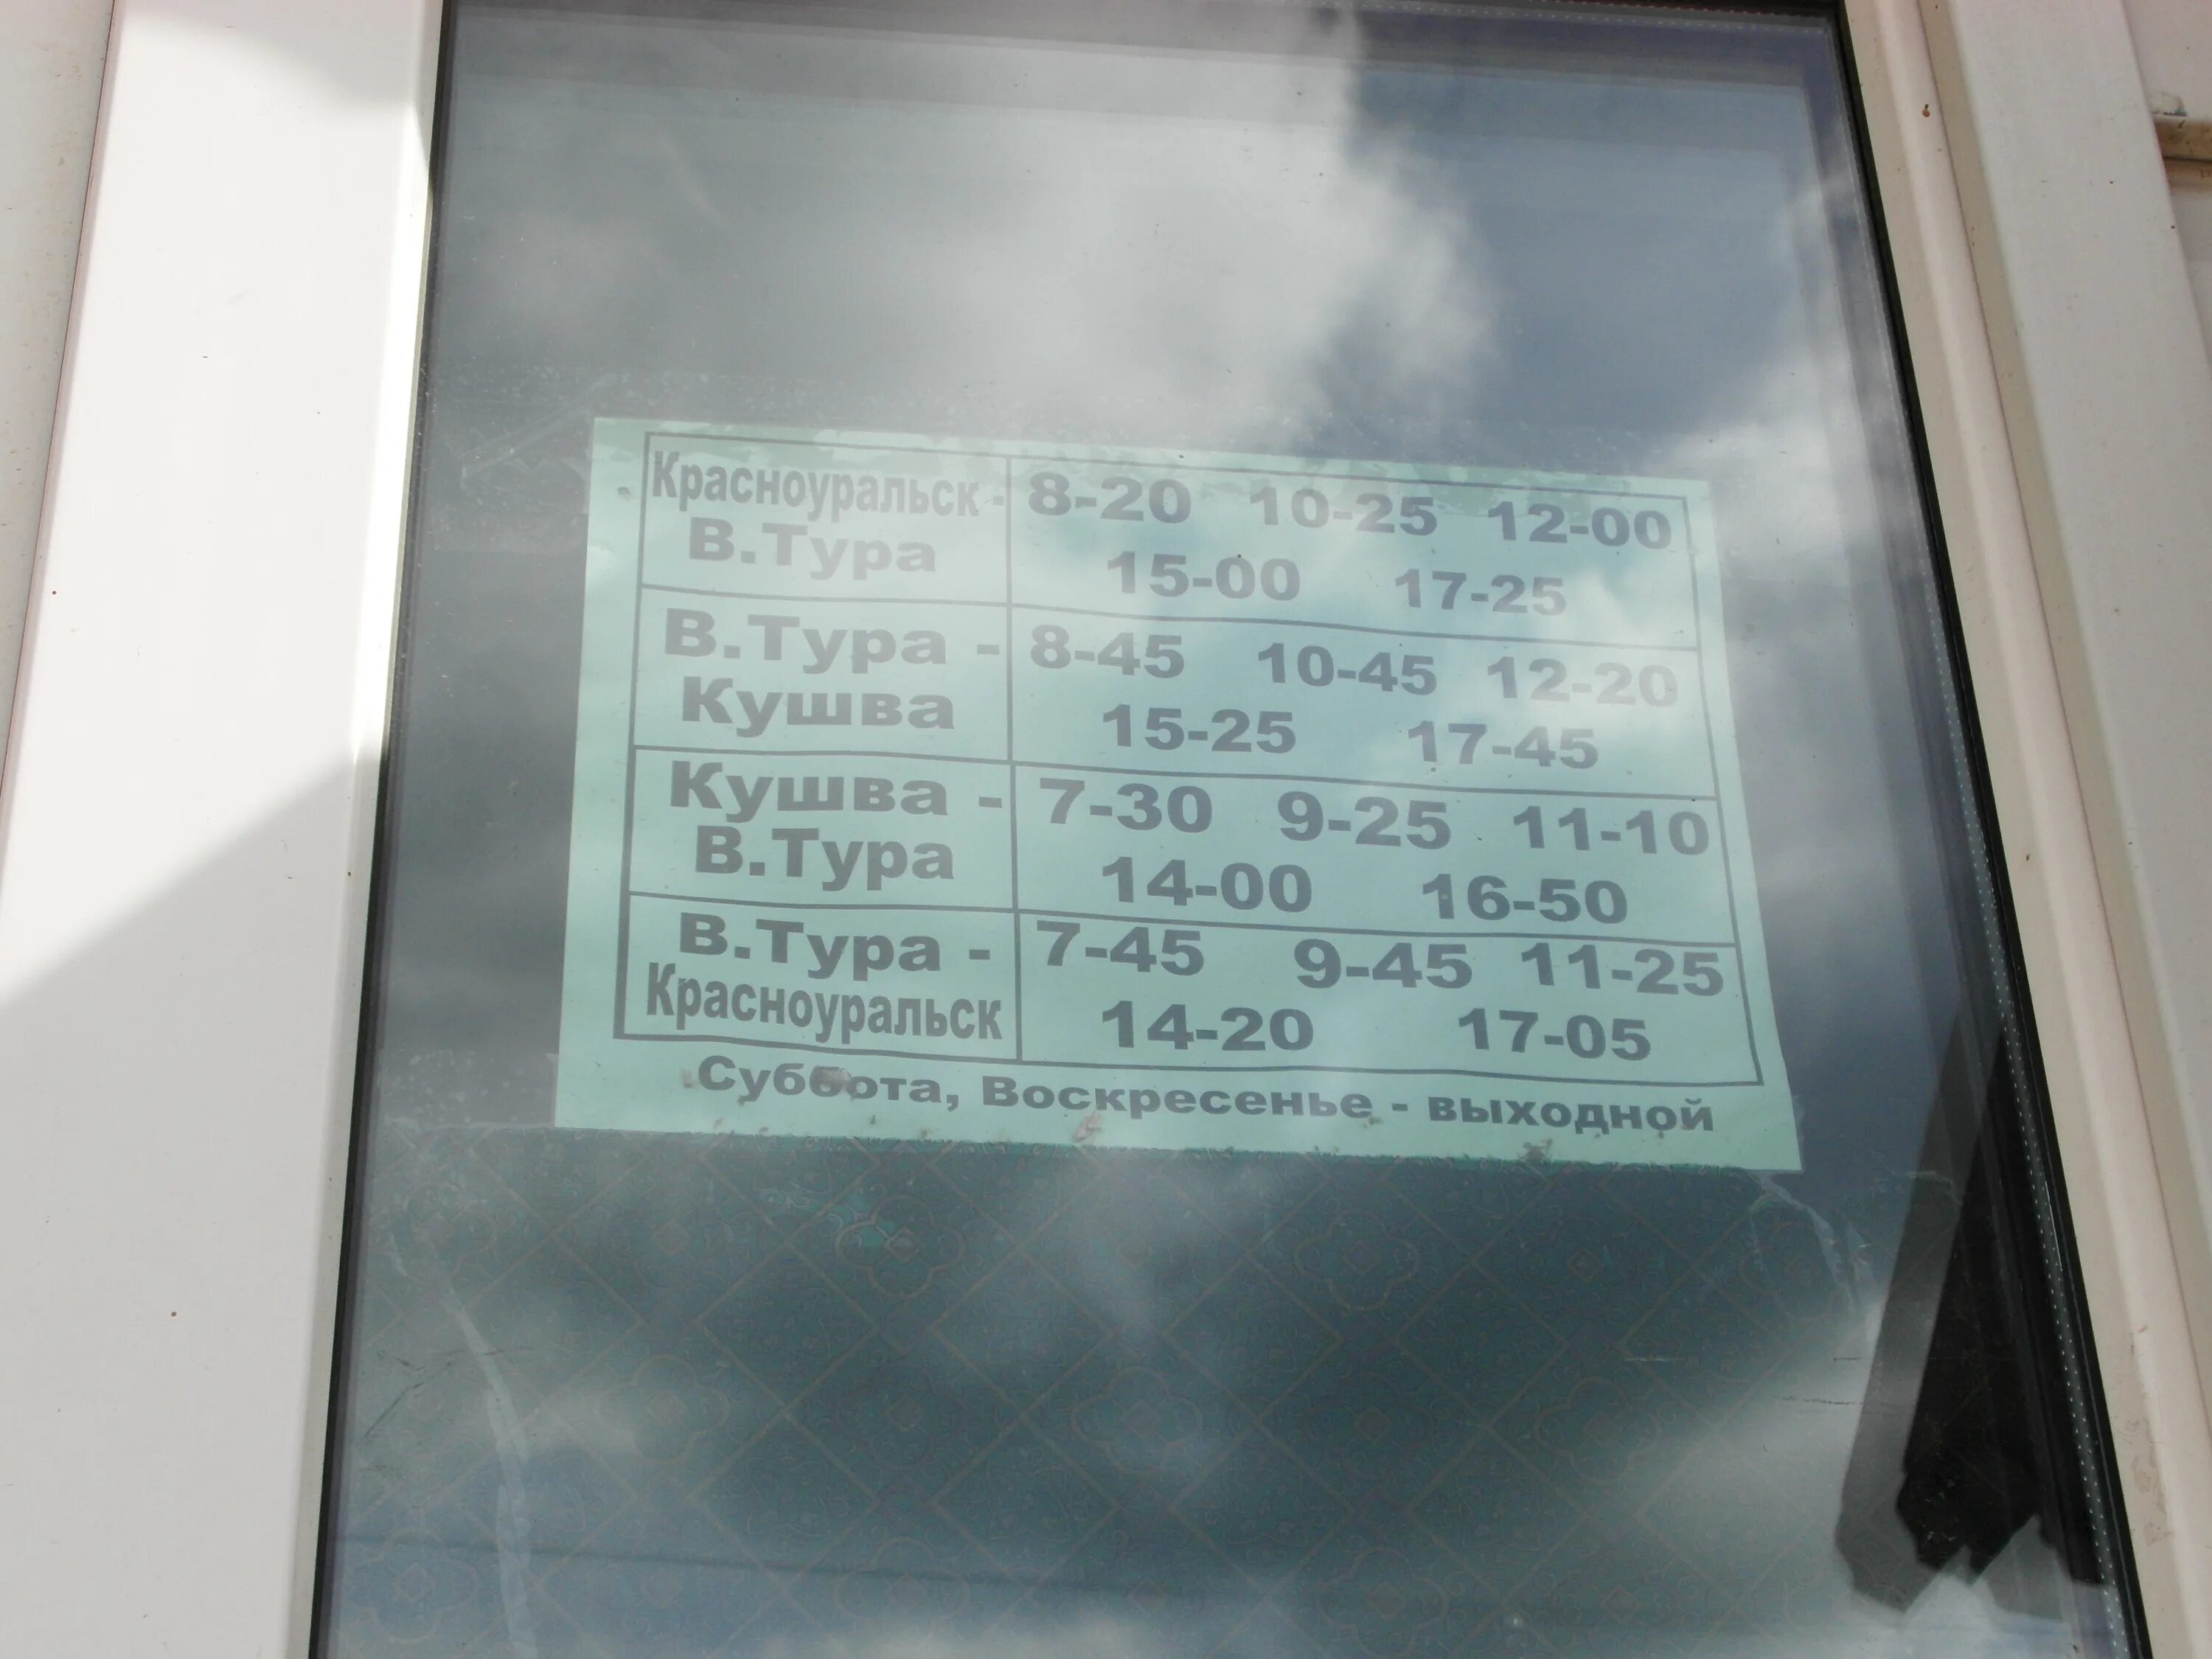 Красноуральск - 8-20 10-25 12-00
В.Тура 15-00 17-25
В.Тура - 8-45 10-45 12-20
Кушва 15-25 17-45
Кушва - 7-30 9-25 11-10
В.Тура 14-00 16-50
В.Тура - 7-45 9-45 11-25
Красноуральск 14-20 17-05
Суббота, Воскресенье - выходной